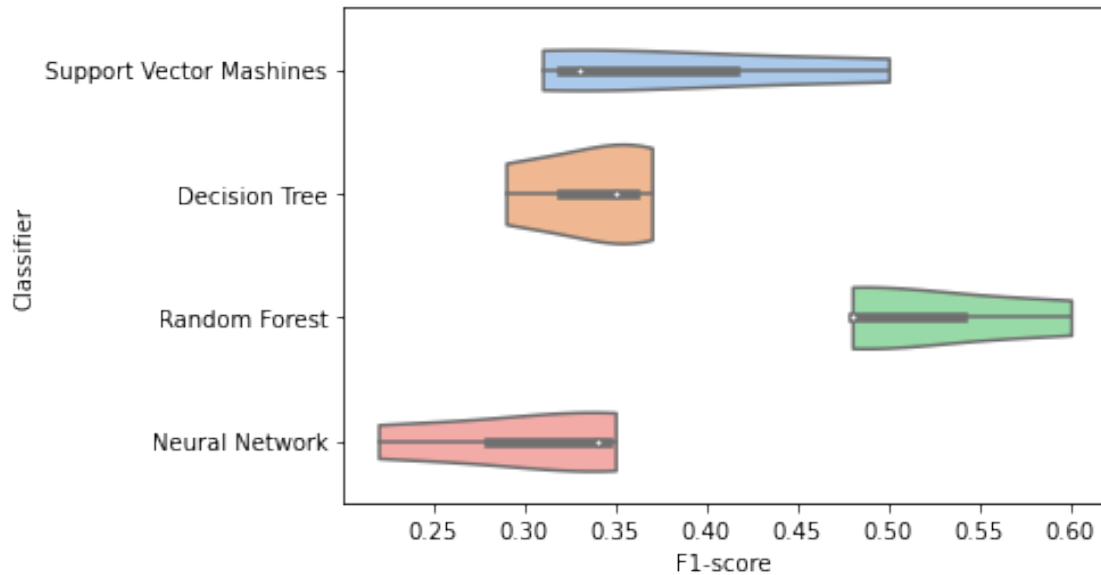 Support Vector Mashines
Decision Tree
Random Forest
Neural Network
Classifier
0.25 0.30 0.35 0.40 0.45 0.50 0.55 0.60
F1-score